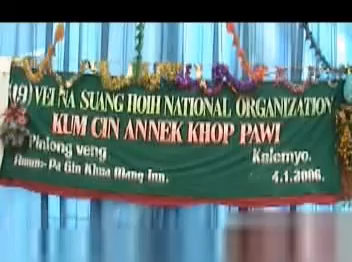 (19) VEI NA SUANG HOIH NATIONAL ORGANIZATION
KUM CIN ANNEK KHOP PAWI
Pinlong veng Kalemyo.
Amun:- Pa Gin Khua Mang Inn. 4.1.2006.